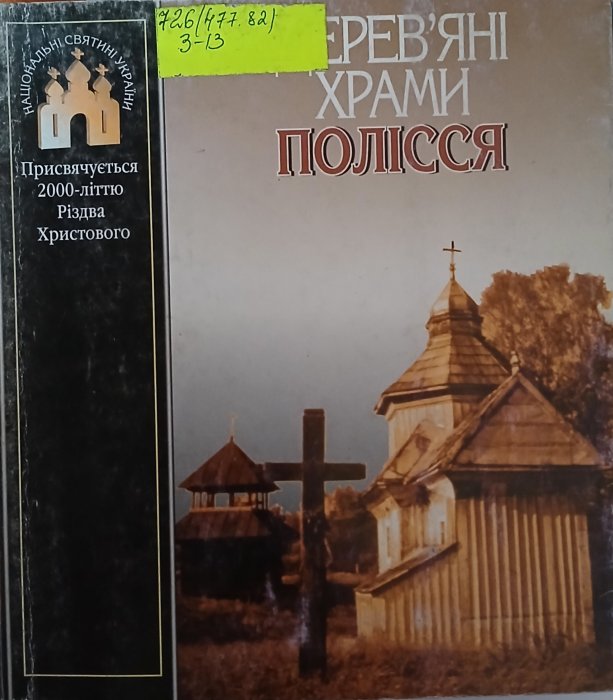 726(477.82)
З-13
НАЦІОНАЛЬНІ СВЯТИНІ УКРАЇНИ
Присвячується
2000-літтю
Різдва
Христового
ЕРЕВ'ЯНІ
ХРАМИ
ПОЛІССЯ